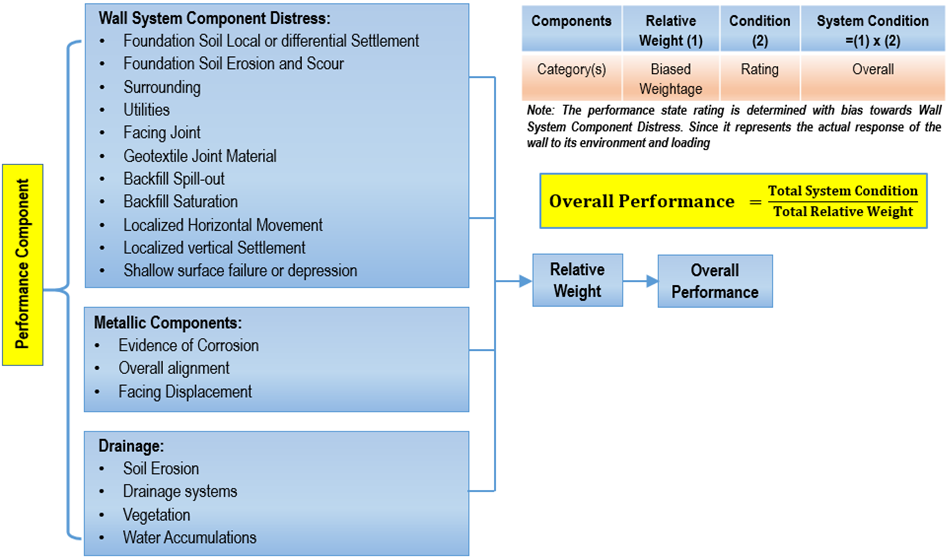 Performance Component
Wall System Component Distress:
• Foundation Soil Local or differential Settlement
• Foundation Soil Erosion and Scour
• Surrounding
• Utilities
• Facing Joint
• Geotextile Joint Material
• Backfill Spill-out
• Backfill Saturation
• Localized Horizontal Movement
• Localized vertical Settlement
• Shallow surface failure or depression
Metallic Components:
• Evidence of Corrosion
• Overall alignment
• Facing Displacement
Drainage:
• Soil Erosion
• Drainage systems
• Vegetation
• Water Accumulations
Relative
Weight
Overall
Performance
Components Relative Condition System Condition
Weight (1) (2) =(1) x (2)
Category(s) Biased Rating Overall
Weightage
Note: The performance state rating is determined with bias towards Wall
System Component Distress. Since it represents the actual response of the
wall to its environment and loading
Overall Performance = Total System Condition
Total Relative Weight